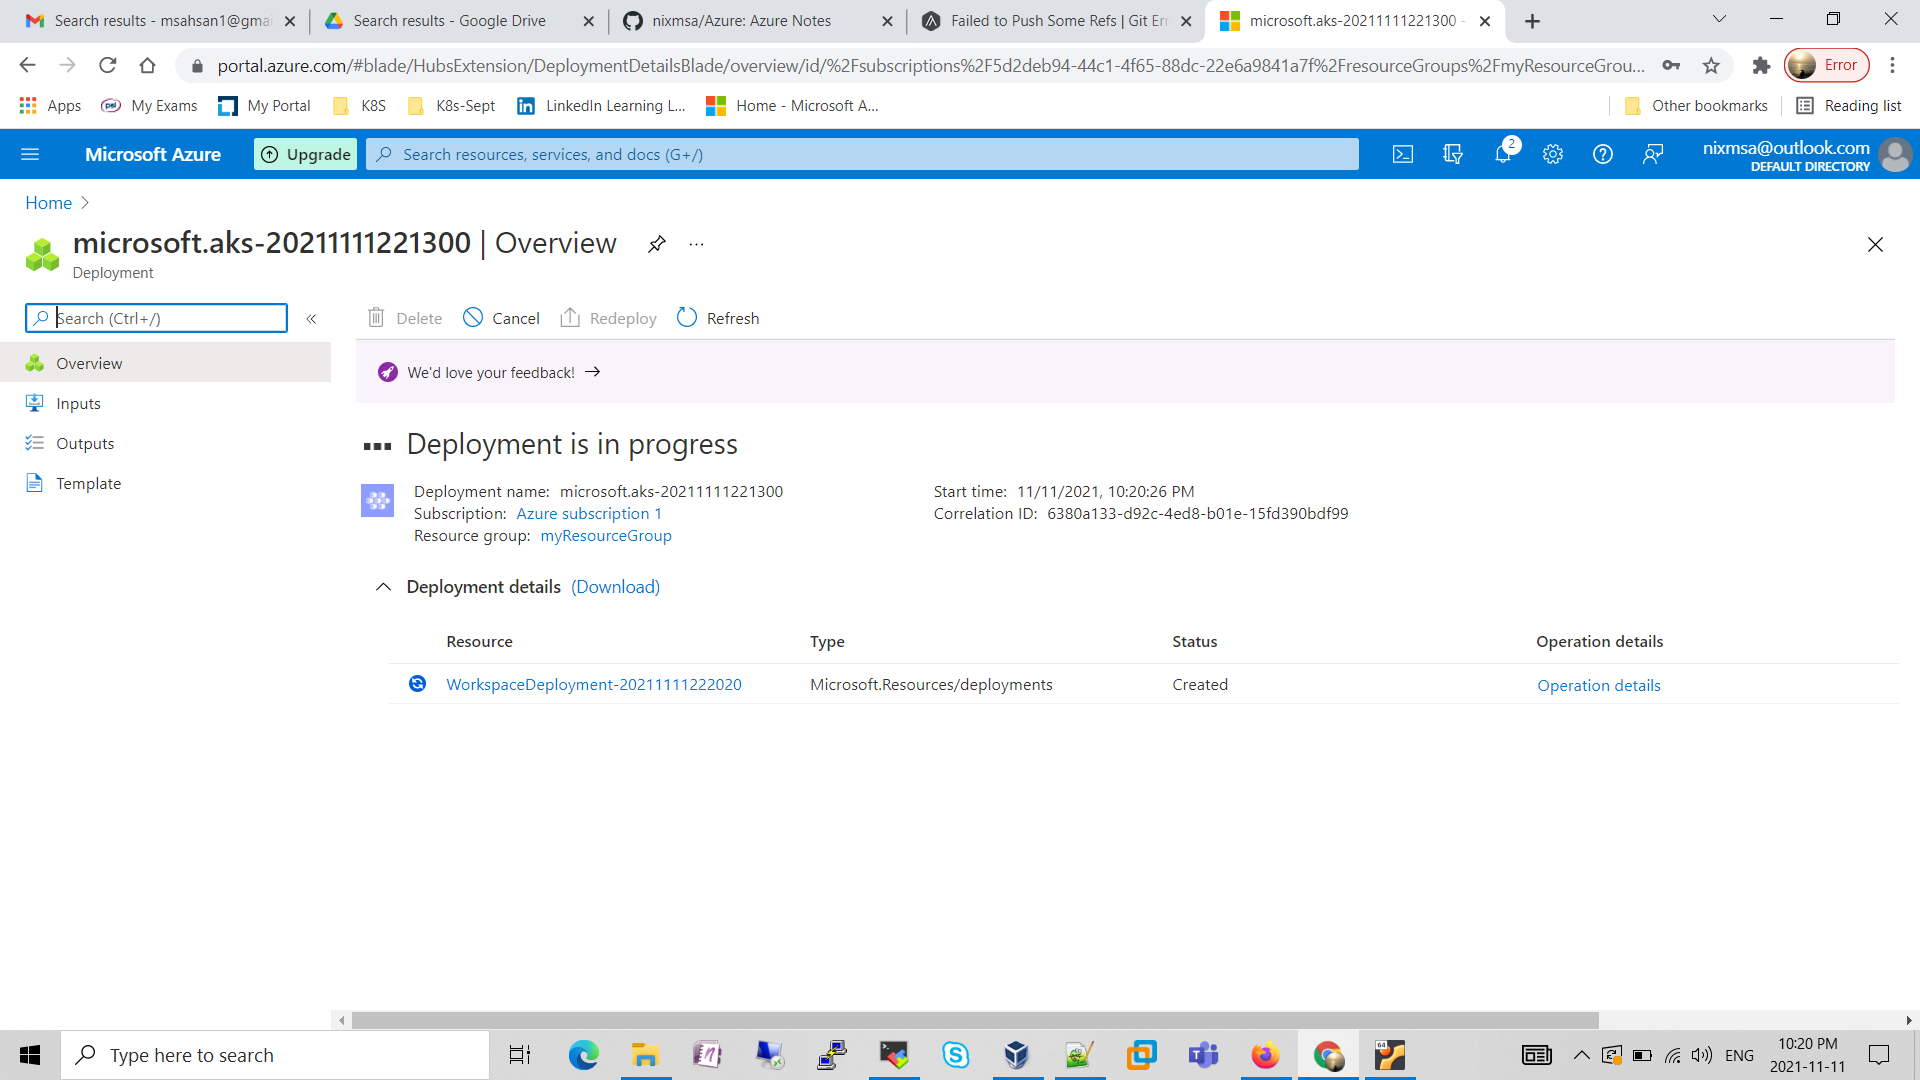 Search results - msahsan1@gmai
Search results - Google Drive
nixmsa/Azure: Azure Notes
Failed to Push Some Refs | Git Err
microsoft.aks-20211111221300 -
portal.azure.com/#blade/HubsExtension/DeploymentDetailsBlade/overview/id/%2Fsubscriptions%2F5d2deb94-44c1-4f65-88dc-22e6a9841a7f%2FresourceGroups%2FmyResourceGrou...
Error
Apps
psi
My Exams
My Portal
K8S
K8s-Sept
LinkedIn Learning L...
Home - Microsoft A...
Other bookmarks
Reading list
Microsoft Azure
Upgrade
Search resources, services, and docs (G+/)
2
nixmsa@outlook.com
DEFAULT DIRECTORY
Home
microsoft.aks-20211111221300 | Overview
Deployment
Search (Ctrl+/)
Delete
Cancel
Redeploy
Refresh
Overview
Inputs
Outputs
Template
We'd love your feedback!
Deployment is in progress
Deployment name: microsoft.aks-20211111221300
Subscription: Azure subscription 1
Resource group: myResourceGroup
Start time: 11/11/2021, 10:20:26 PM
Correlation ID: 6380a133-d92c-4ed8-b01e-15fd390bdf99
Deployment details (Download)
Resource Type Status Operation details
WorkspaceDeployment-20211111222020 Microsoft.Resources/deployments Created Operation details
Type here to search
64
ENG
10:20 PM
2021-11-11